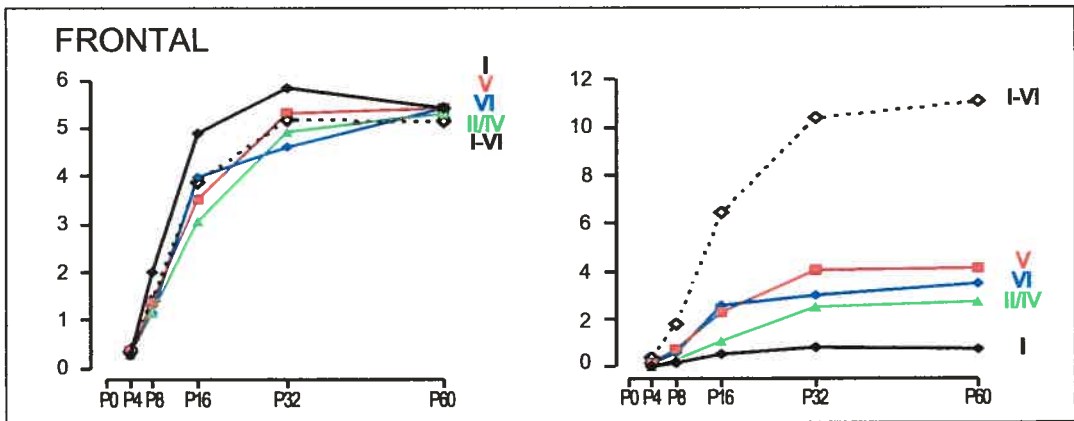 FRONTAL
6
5
4
3
2
1
0
P0 P4 P8 P16 P32 P60
I
V
VI
II/IV
I-VI
12
10
8
6
4
2
0
P0 P4 P8 P16 P32 P60
I-VI
V
VI
II/IV
I